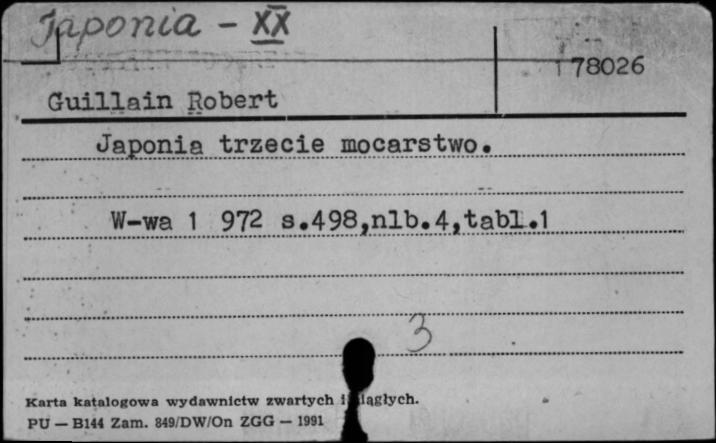 Japonia - XX
178026
Guillain Robert
Japonia trzecie mocarstwo.
W-wa 1 972 s.498,nlb.4,tabl.1
3
Karta katalogowa wydawnictw zwartych i ciągłych.
PU — B144 Zam. 849/DW/On ZGG — 1991